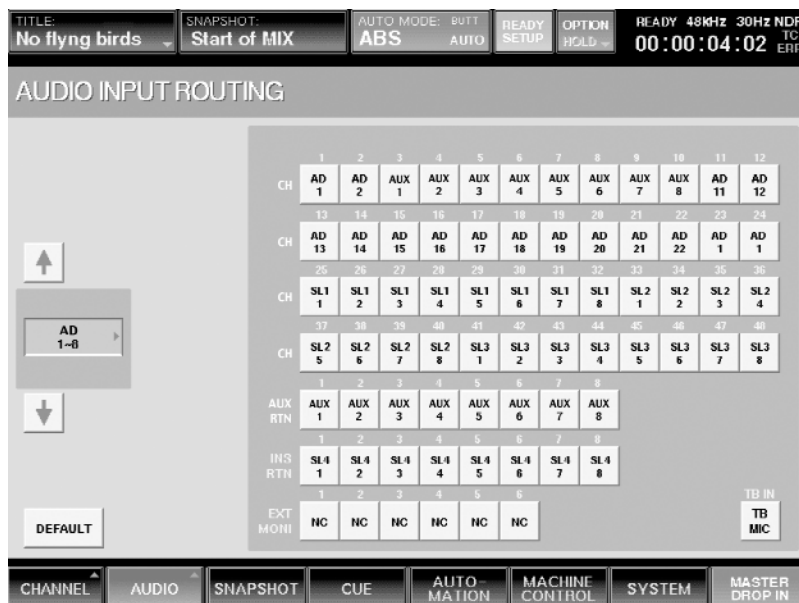 TITLE: SNAPSHOT: AUTO MODE: BUTT READY SETUP OPTION HOLD READY 48kHz 30Hz NDF
No flyng birds Start of MIX ABS AUTO 00:00:04:02 TC ERR
AUDIO INPUT ROUTING
1 2 3 4 5 6 7 8 9 10 11 12
CH AD 1 AD 2 AUX 1 AUX 2 AUX 3 AUX 4 AUX 5 AUX 6 AUX 7 AUX 8 AD 11 AD 12
13 14 15 16 17 18 19 20 21 22 23 24
CH AD 13 AD 14 AD 15 AD 16 AD 17 AD 18 AD 19 AD 20 AD 21 AD 22 AD 1 AD 1
25 26 27 28 29 30 31 32 33 34 35 36
CH SL1 1 SL1 2 SL1 3 SL1 4 SL1 5 SL1 6 SL1 7 SL1 8 SL2 1 SL2 2 SL2 3 SL2 4
AD 1~8
37 38 39 40 41 42 43 44 45 46 47 48
CH SL2 5 SL2 6 SL2 7 SL2 8 SL3 1 SL3 2 SL3 3 SL3 4 SL3 5 SL3 6 SL3 7 SL3 8
1 2 3 4 5 6 7 8
AUX RTN AUX 1 AUX 2 AUX 3 AUX 4 AUX 5 AUX 6 AUX 7 AUX 8
1 2 3 4 5 6 7 8
INS RTN SL4 1 SL4 2 SL4 3 SL4 4 SL4 5 SL4 6 SL4 7 SL4 8
1 2 3 4 5 6 TB IN
DEFAULT EXT MONI NC NC NC NC NC NC TB MIC
CHANNEL AUDIO SNAPSHOT CUE AUTO-MATION MACHINE CONTROL SYSTEM MASTER DROP IN